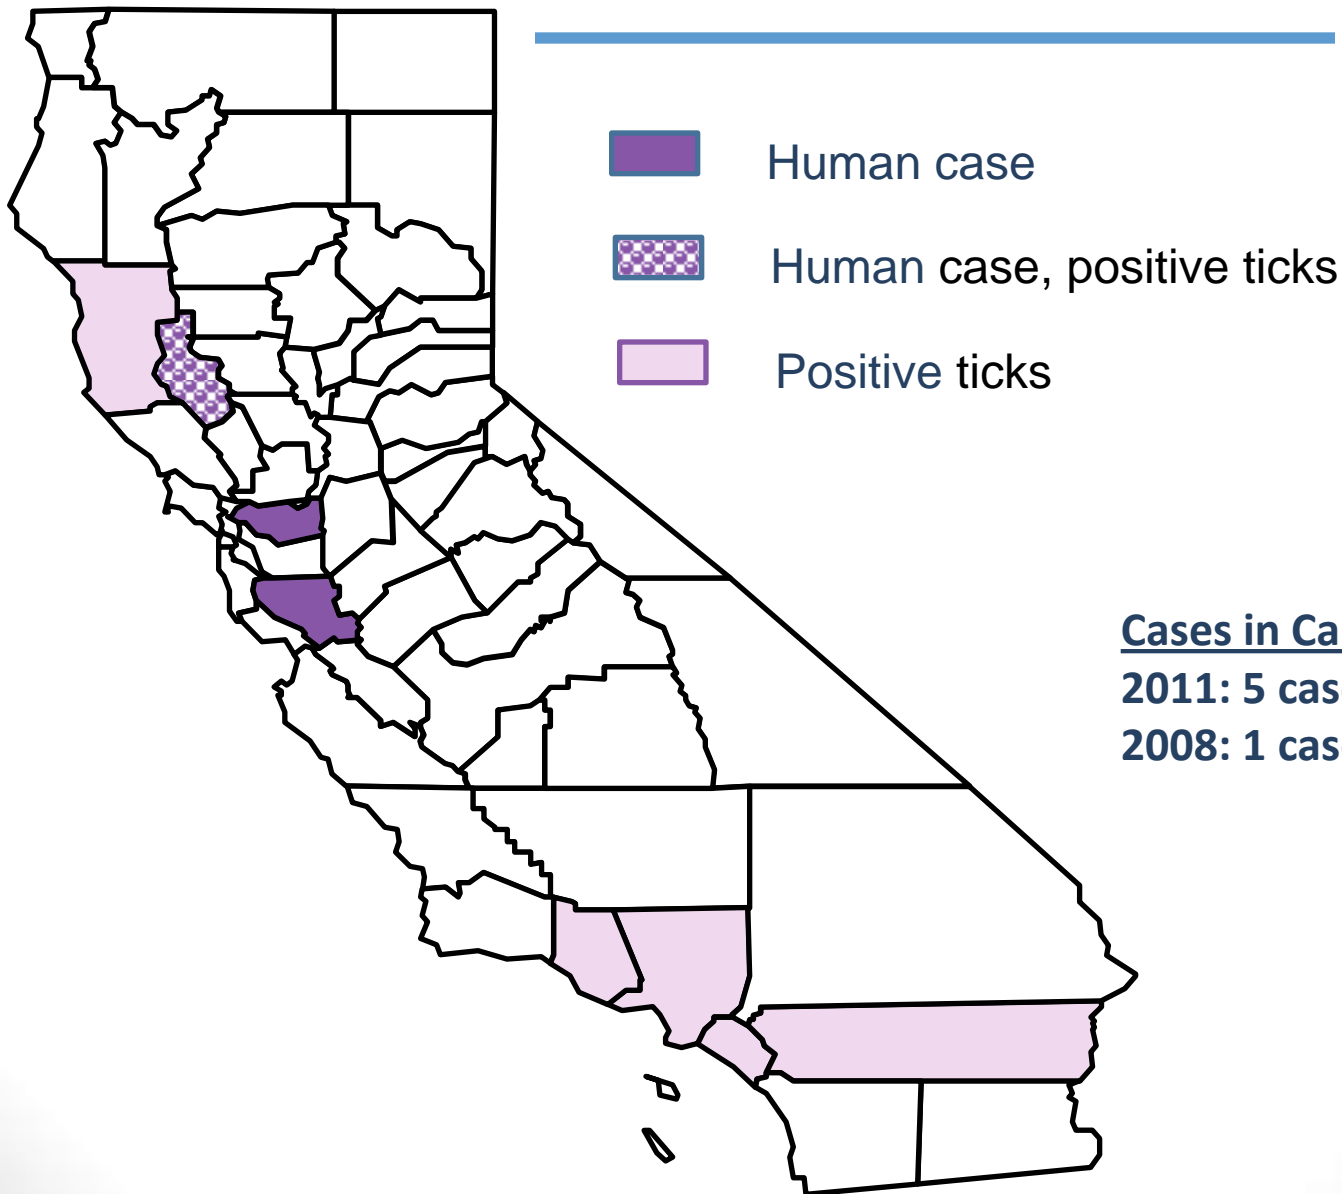 Human case
Human case, positive ticks
Positive ticks
Cases in Ca
2011: 5 cas
2008: 1 cas